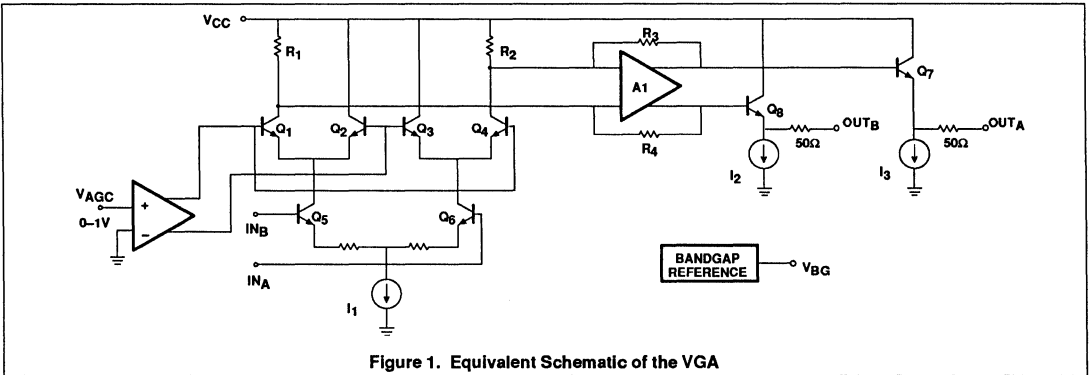 VCC
R1
R2
R3
A1
Q7
Q8
Q1
Q2
Q3
Q4
R4
OUTB
50Ω
OUTA
50Ω
I2
I3
VAGC
0–1V
+
–
INB
Q5
Q6
INA
I1
BANDGAP
REFERENCE
VBG
Figure 1. Equivalent Schematic of the VGA